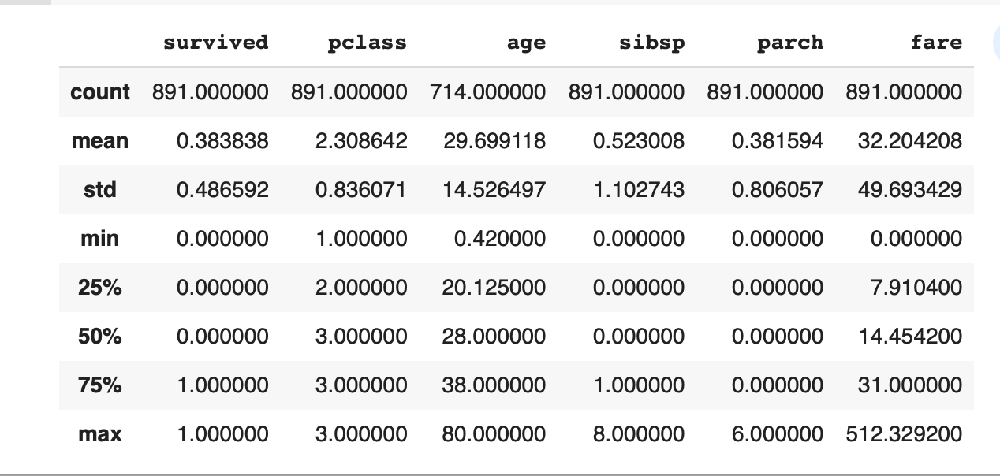 survived pclass age sibsp parch fare
count 891.000000 891.000000 714.000000 891.000000 891.000000 891.000000
mean 0.383838 2.308642 29.699118 0.523008 0.381594 32.204208
std 0.486592 0.836071 14.526497 1.102743 0.806057 49.693429
min 0.000000 1.000000 0.420000 0.000000 0.000000 0.000000
25% 0.000000 2.000000 20.125000 0.000000 0.000000 7.910400
50% 0.000000 3.000000 28.000000 0.000000 0.000000 14.454200
75% 1.000000 3.000000 38.000000 1.000000 0.000000 31.000000
max 1.000000 3.000000 80.000000 8.000000 6.000000 512.329200